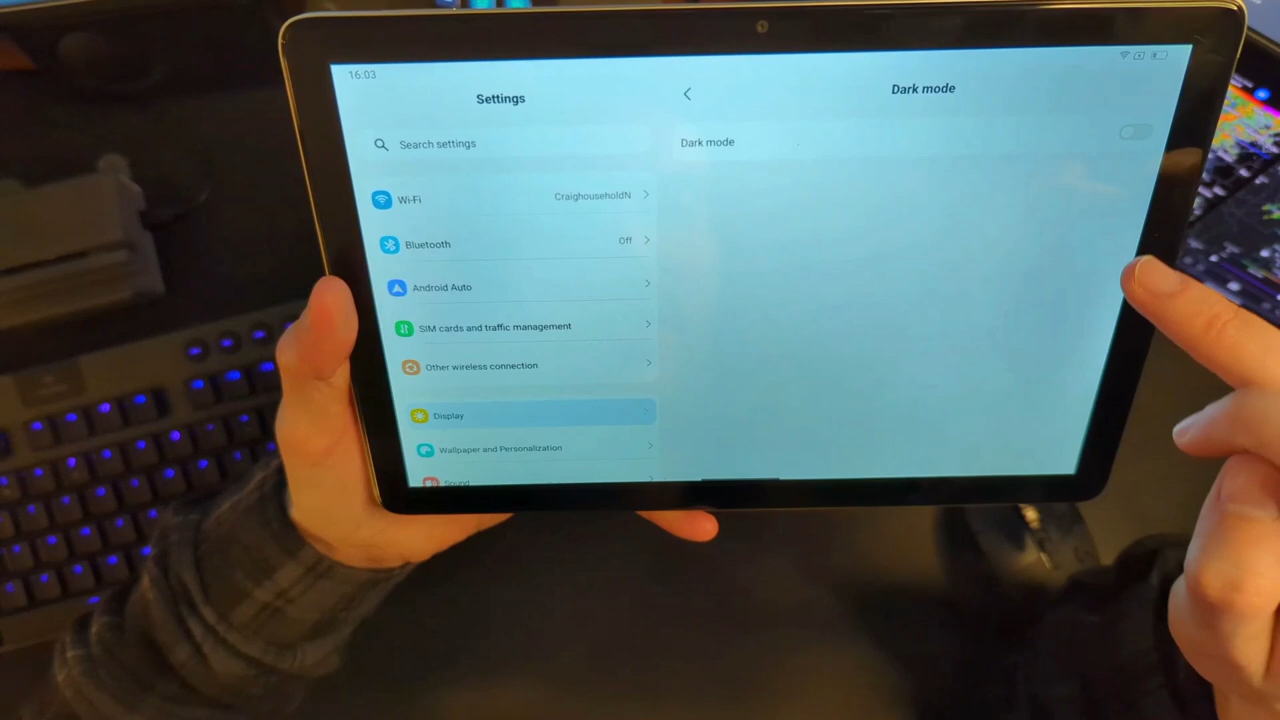 16:03
Settings
Search settings
Wi-Fi CraighouseholdN
Bluetooth Off
Android Auto
SIM cards and traffic management
Other wireless connection
Display
Wallpaper and Personalization
Sound
Dark mode
Dark mode